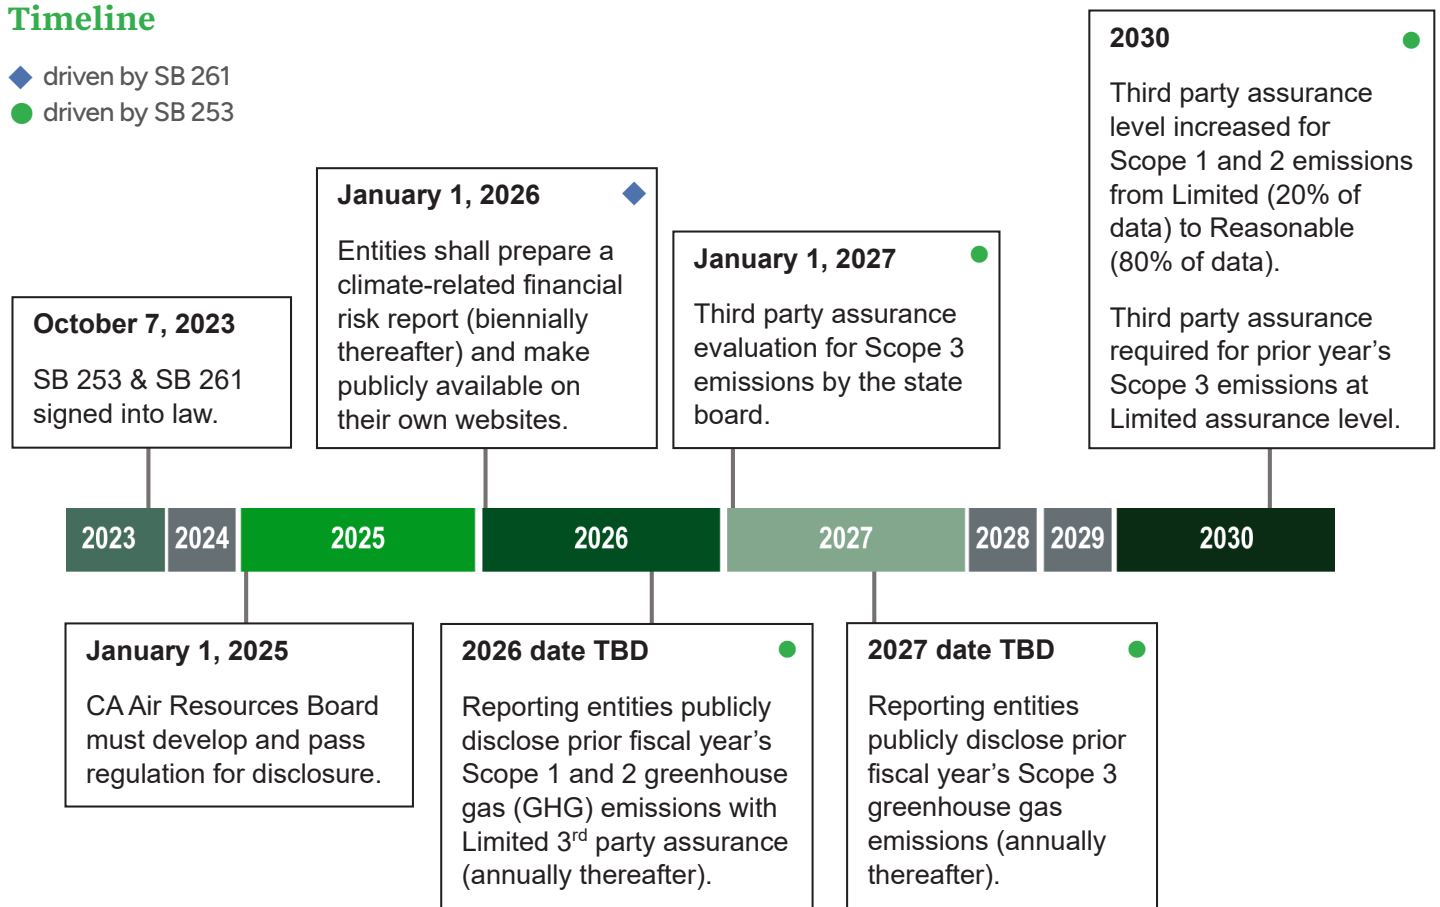 Timeline
driven by SB 261
driven by SB 253
October 7, 2023
SB 253 & SB 261
signed into law.
January 1, 2026
Entities shall prepare a
climate-related financial
risk report (biennially
thereafter) and make
publicly available on
their own websites.
January 1, 2027
Third party assurance
evaluation for Scope 3
emissions by the state
board.
2030
Third party assurance
level increased for
Scope 1 and 2 emissions
from Limited (20% of
data) to Reasonable
(80% of data).
Third party assurance
required for prior year’s
Scope 3 emissions at
Limited assurance level.
2023
2024
2025
2026
2027
2028
2029
2030
January 1, 2025
CA Air Resources Board
must develop and pass
regulation for disclosure.
2026 date TBD
Reporting entities publicly
disclose prior fiscal year’s
Scope 1 and 2 greenhouse
gas (GHG) emissions with
Limited 3rd party assurance
(annually thereafter).
2027 date TBD
Reporting entities
publicly disclose prior
fiscal year’s Scope 3
greenhouse gas
emissions (annually
thereafter).